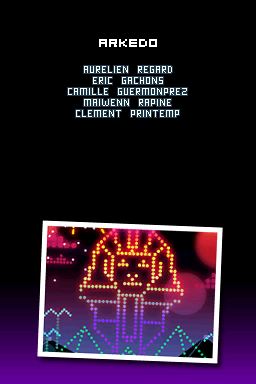 ARKEDO
AURELIEN REGARD
ERIC GACHONS
CAMILLE GUERMONPREZ
MAIWENN RAPINE
CLEMENT PRINTEMP